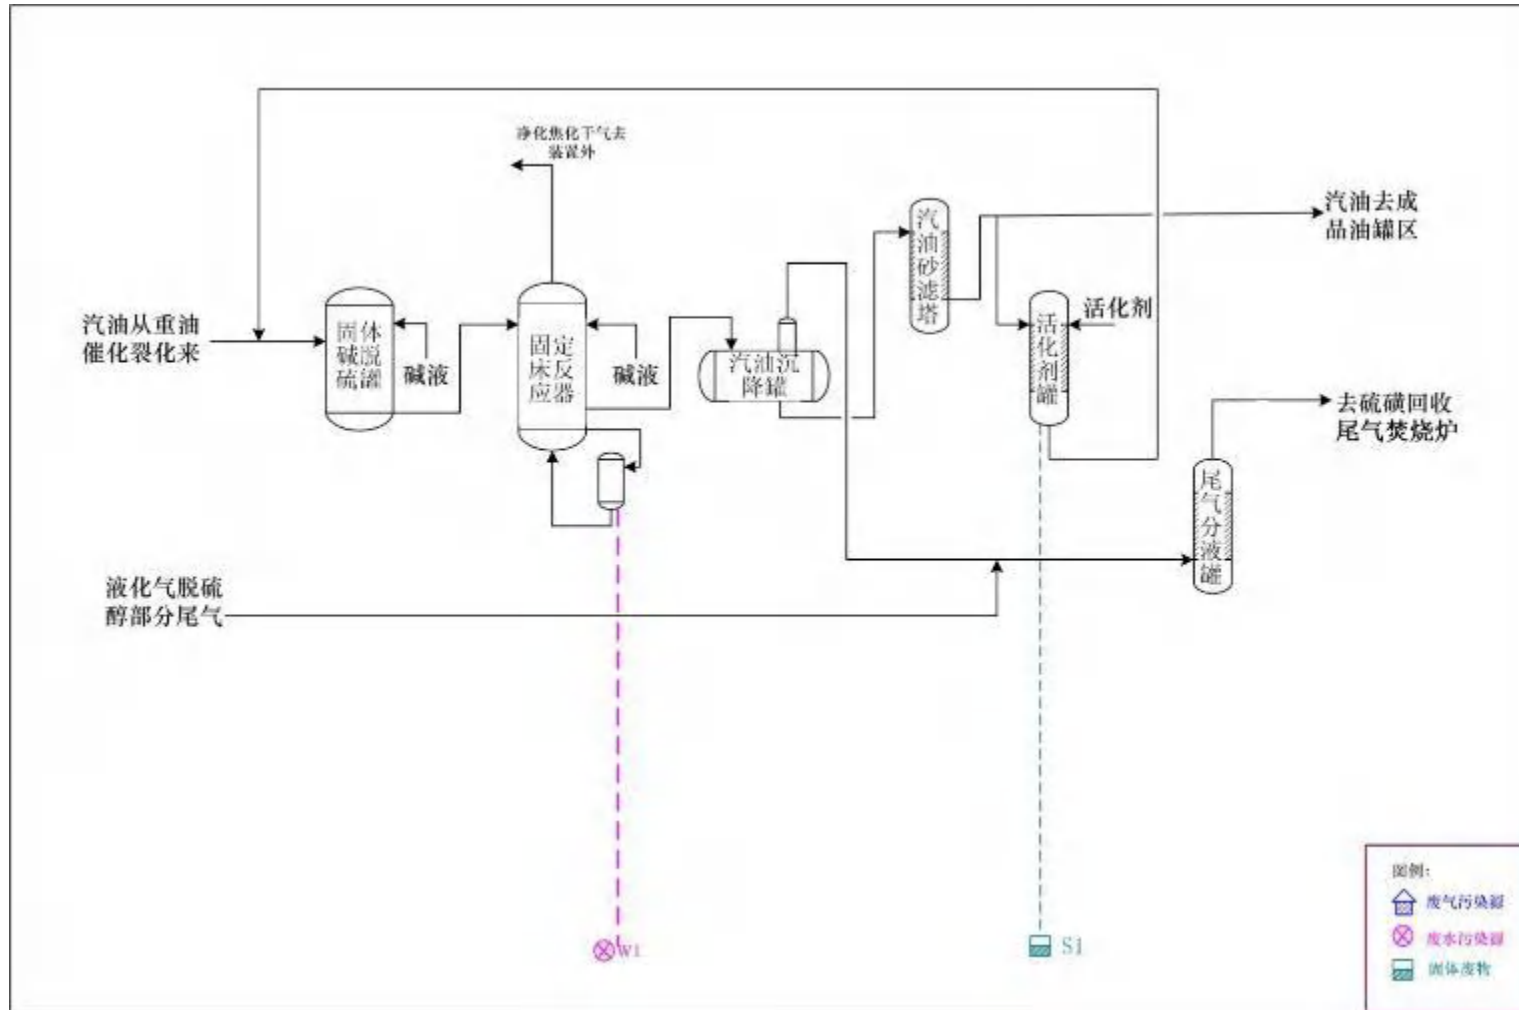 净化焦化干气去
装置外
汽油去成
品油罐区
汽油砂滤塔
汽油从重油
催化裂化来
固体
碱脱
硫罐
碱液
固定
床反
应器
碱液
汽油沉
降罐
活化剂罐
活化剂
去硫磺回收
尾气焚烧炉
尾气分液罐
液化气脱硫
醇部分尾气
W1
S1
图例:
废气污染源
废水污染源
固体废物